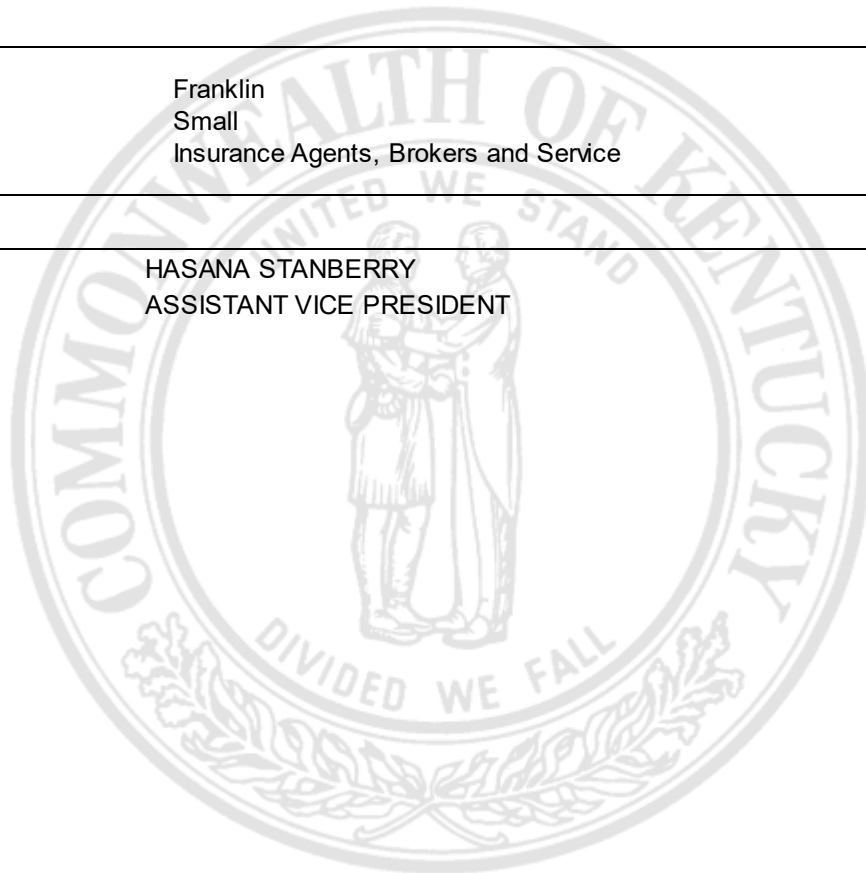 Franklin
Small
Insurance Agents, Brokers and Service
HASANA STANBERRY
ASSISTANT VICE PRESIDENT
COMMONWEALTH OF KENTUCKY
UNITED WE STAND
DIVIDED WE FALL